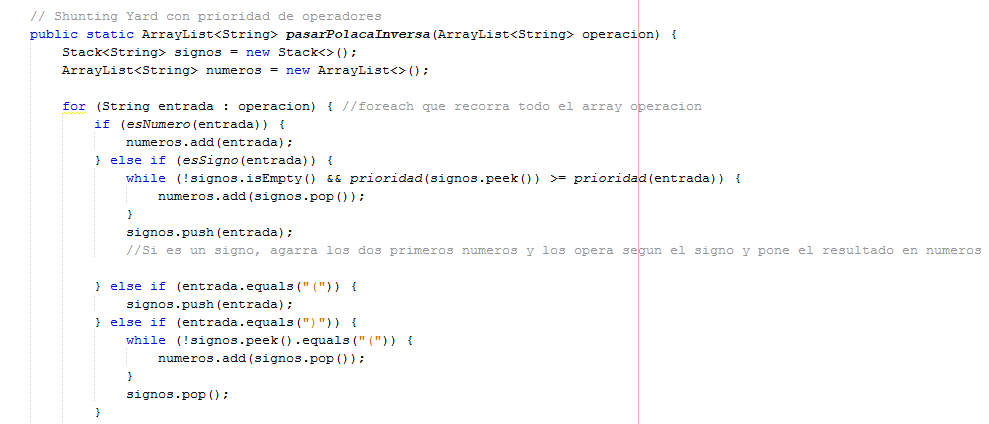 // Shunting Yard con prioridad de operadores
public static ArrayList<String> pasarPolacaInversa(ArrayList<String> operacion) {
    Stack<String> signos = new Stack<>();
    ArrayList<String> numeros = new ArrayList<>();

    for (String entrada : operacion) { //foreach que recorra todo el array operacion
        if (esNumero(entrada)) {
            numeros.add(entrada);
        } else if (esSigno(entrada)) {
            while (!signos.isEmpty() && prioridad(signos.peek()) >= prioridad(entrada)) {
                numeros.add(signos.pop());
            }
            signos.push(entrada);
            //Si es un signo, agarra los dos primeros numeros y los opera segun el signo y pone el resultado en numeros

        } else if (entrada.equals("(")) {
            signos.push(entrada);
        } else if (entrada.equals(")")) {
            while (!signos.peek().equals("(")) {
                numeros.add(signos.pop());
            }
            signos.pop();
        }